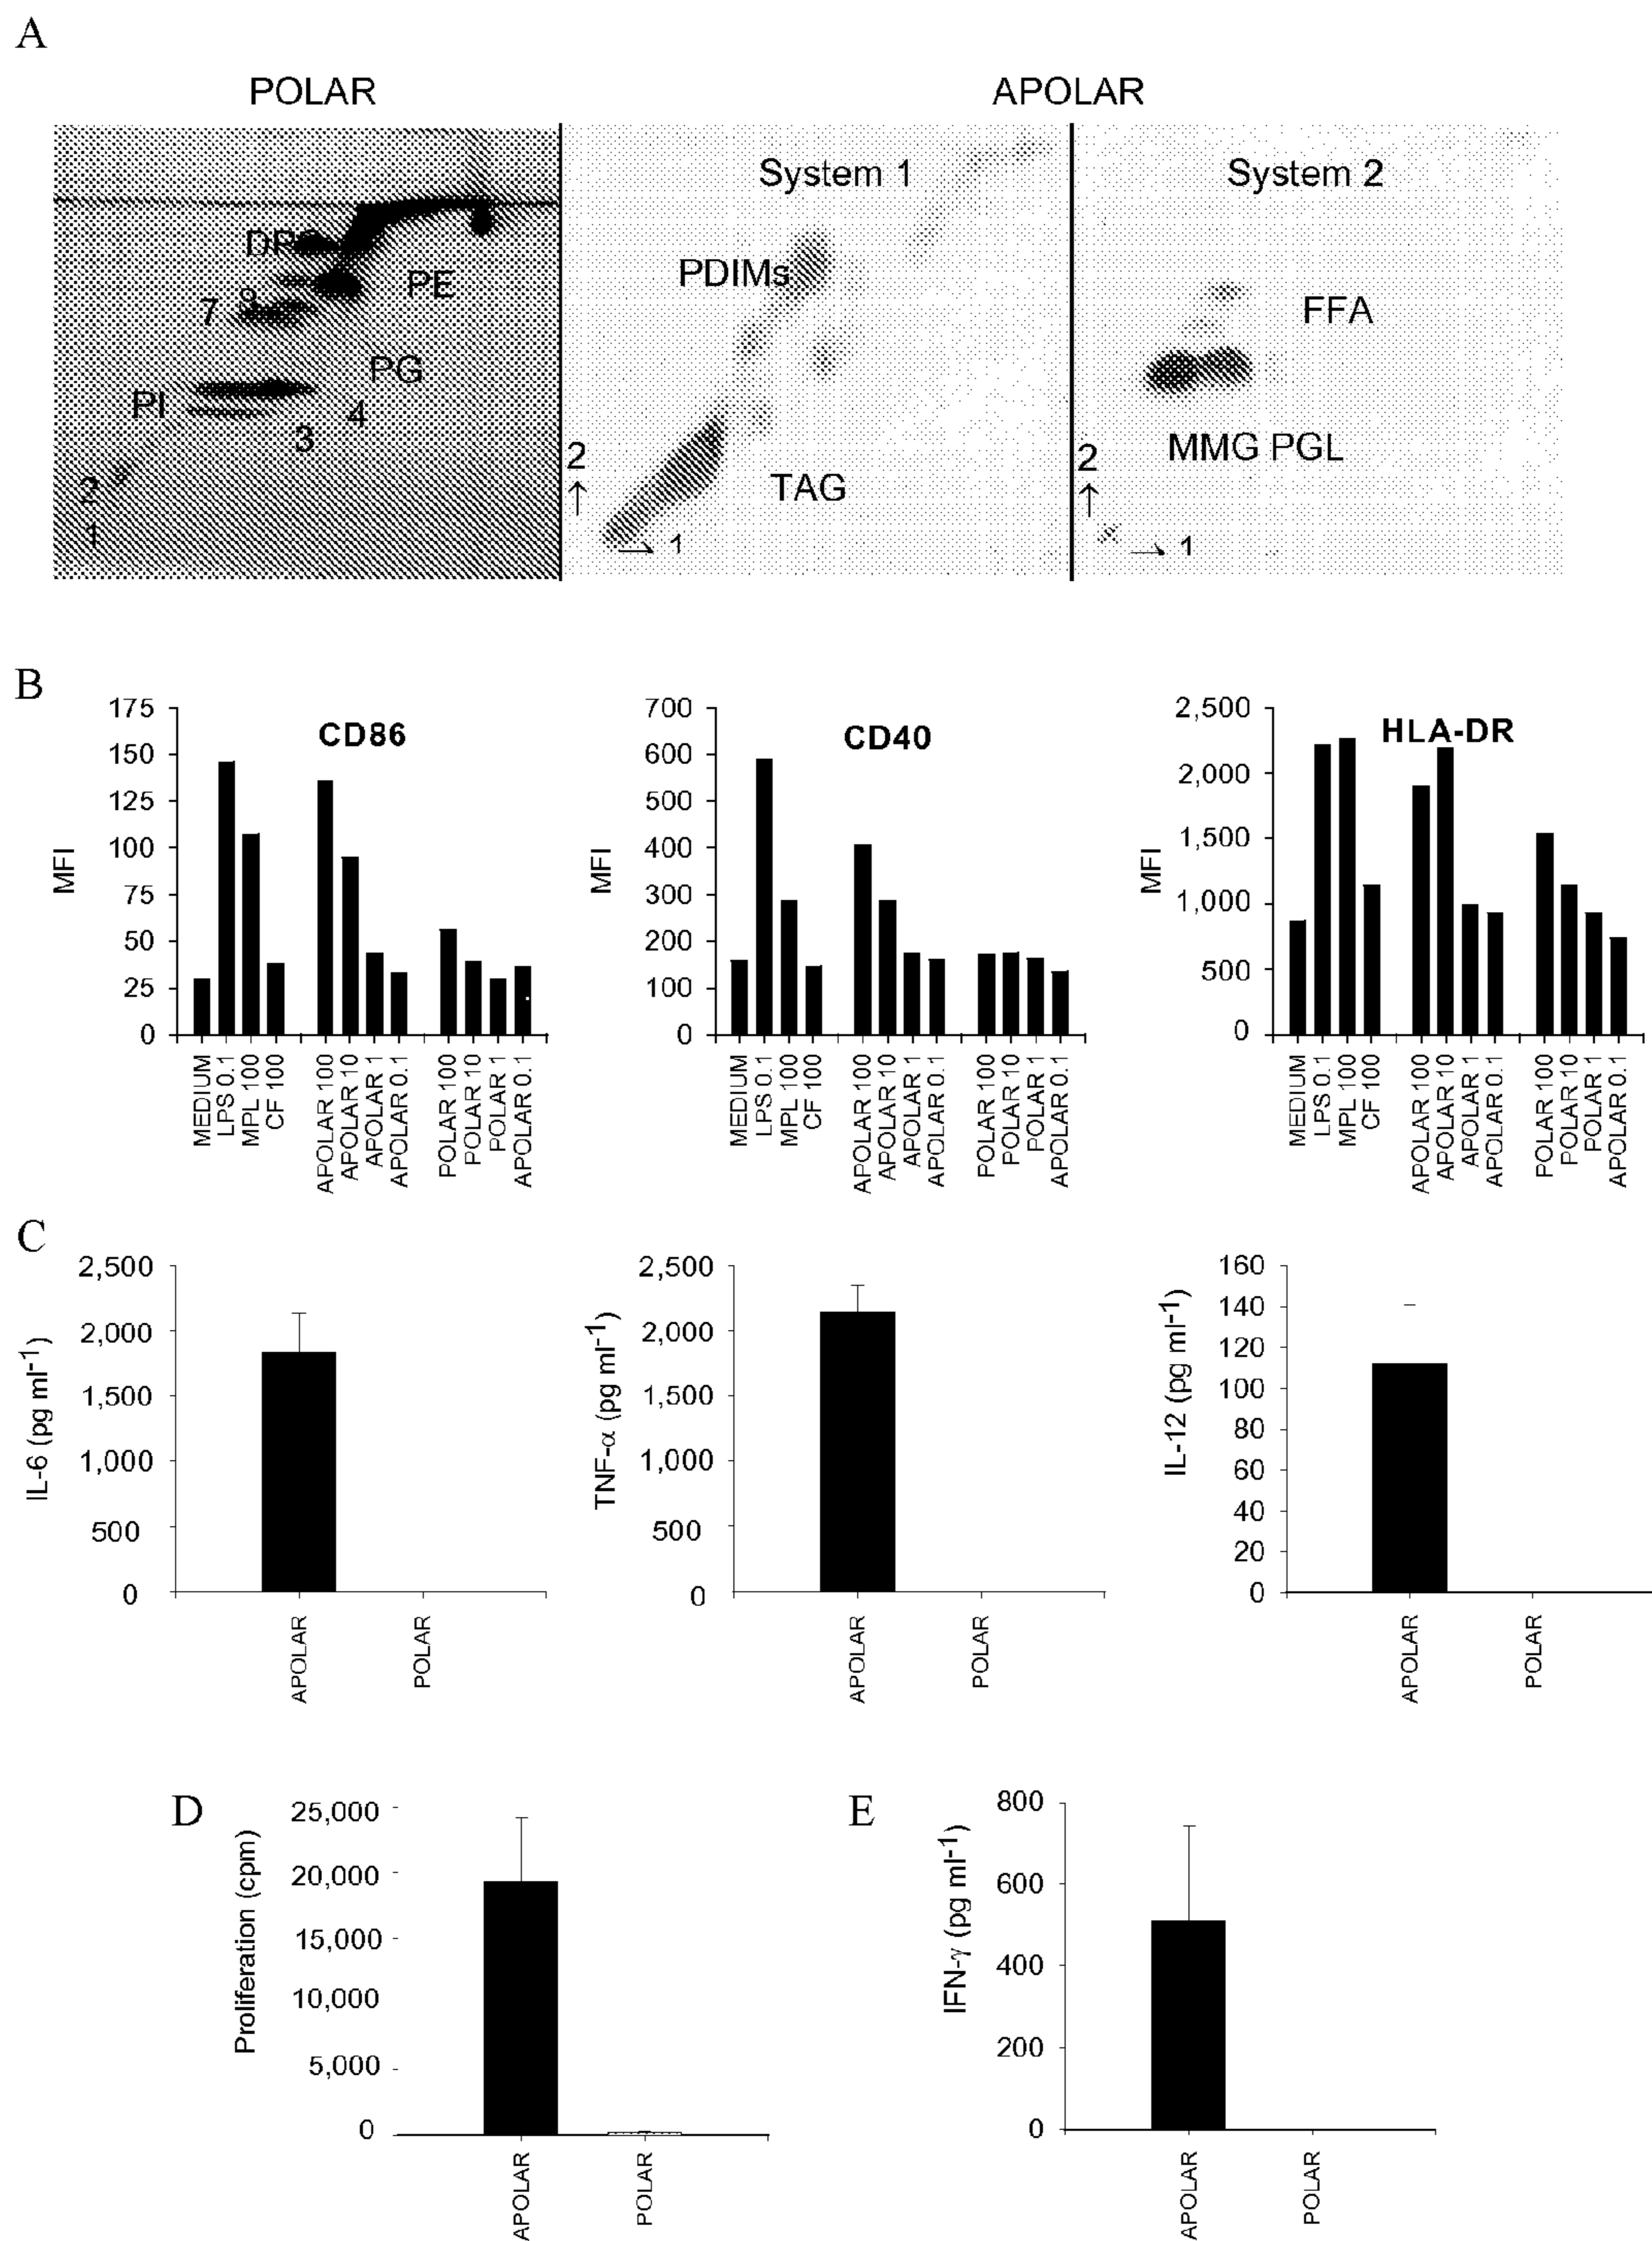 A
POLAR
APOLAR
System 1
System 2
PE
PDIMs
FFA
7
8
PG
PI
4
3
2
1
TAG
2
1
MMG PGL
2
1
B
CD86
MFI
175
150
125
100
75
50
25
0
MEDIUM
LPS 0.1
MPL 100
CF 100
APOLAR 100
APOLAR 10
APOLAR 1
APOLAR 0.1
POLAR 100
POLAR 10
POLAR 1
APOLAR 0.1
CD40
MFI
700
600
500
400
300
200
100
0
MEDIUM
LPS 0.1
MPL 100
CF 100
APOLAR 100
APOLAR 10
APOLAR 1
APOLAR 0.1
POLAR 100
POLAR 10
POLAR 1
APOLAR 0.1
HLA-DR
MFI
2,500
2,000
1,500
1,000
500
0
MEDIUM
LPS 0.1
MPL 100
CF 100
APOLAR 100
APOLAR 10
APOLAR 1
APOLAR 0.1
POLAR 100
POLAR 10
POLAR 1
APOLAR 0.1
C
IL-6 (pg ml-1)
2,500
2,000
1,500
1,000
500
0
APOLAR
POLAR
TNF-α (pg ml-1)
2,500
2,000
1,500
1,000
500
0
APOLAR
POLAR
IL-12 (pg ml-1)
160
140
120
100
80
60
40
20
0
APOLAR
POLAR
D
Proliferation (cpm)
25,000
20,000
15,000
10,000
5,000
0
APOLAR
POLAR
E
IFN-γ (pg ml-1)
800
600
400
200
0
APOLAR
POLAR